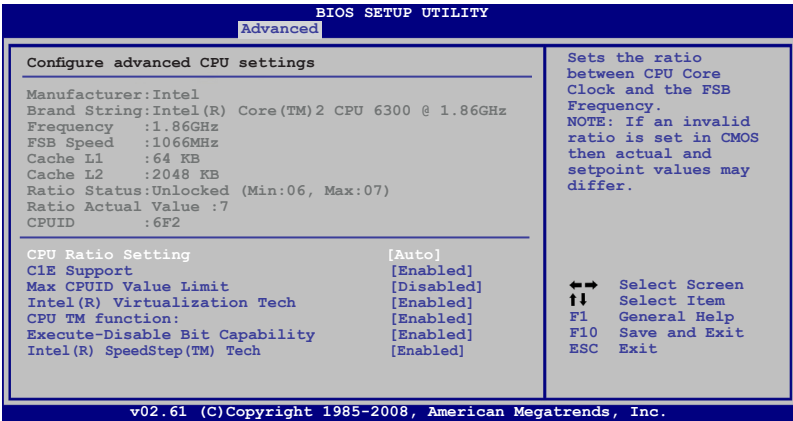 BIOS SETUP UTILITY
Advanced
Configure advanced CPU settings
Manufacturer:Intel
Brand String:Intel(R) Core(TM)2 CPU 6300 @ 1.86GHz
Frequency :1.86GHz
FSB Speed :1066MHz
Cache L1 :64 KB
Cache L2 :2048 KB
Ratio Status:Unlocked (Min:06, Max:07)
Ratio Actual Value :7
CPUID :6F2
CPU Ratio Setting [Auto]
C1E Support [Enabled]
Max CPUID Value Limit [Disabled]
Intel(R) Virtualization Tech [Enabled]
CPU TM function: [Enabled]
Execute-Disable Bit Capability [Enabled]
Intel(R) SpeedStep(TM) Tech [Enabled]
Sets the ratio
between CPU Core
Clock and the FSB
Frequency.
NOTE: If an invalid
ratio is set in CMOS
then actual and
setpoint values may
differ.
←→ Select Screen
↑↓ Select Item
F1 General Help
F10 Save and Exit
ESC Exit
v02.61 (C)Copyright 1985-2008, American Megatrends, Inc.